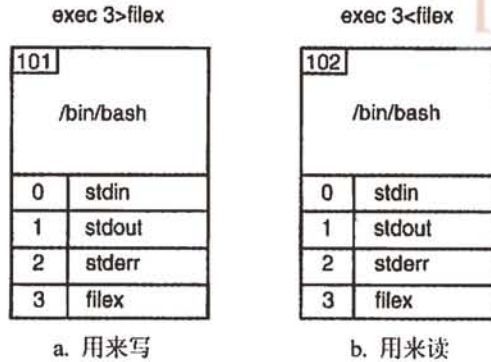 exec 3>filex
101
/bin/bash
0 stdin
1 stdout
2 stderr
3 filex
a. 用来写
exec 3<filex
102
/bin/bash
0 stdin
1 stdout
2 stderr
3 filex
b. 用来读